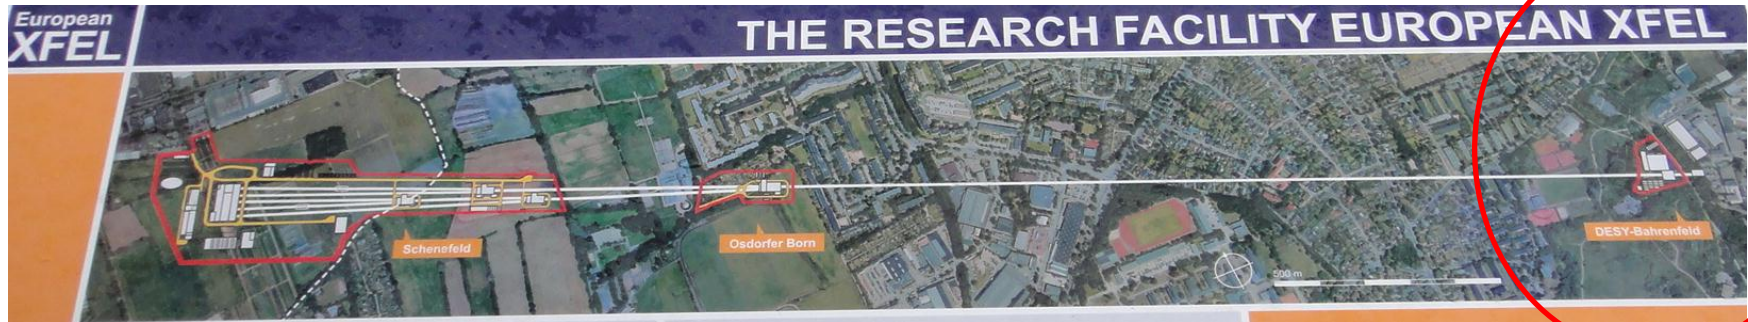 European
XFEL
THE RESEARCH FACILITY EUROPEAN XFEL
Schenefeld
Osdorfer Born
DESY-Bahrenfeld
500 m